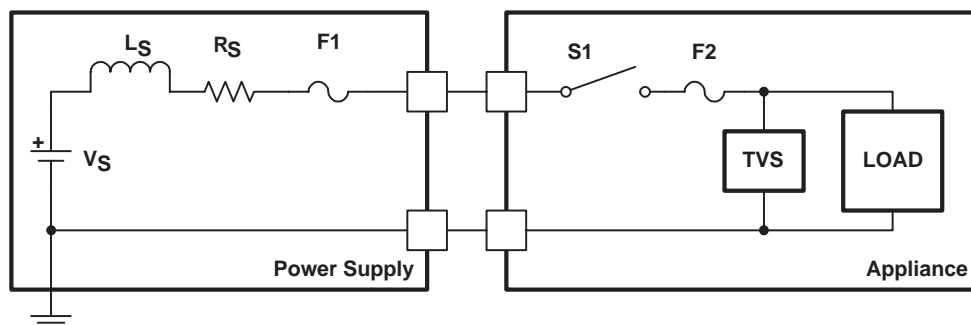 LS
RS
F1
S1
F2
+
VS
TVS
LOAD
Power Supply
Appliance